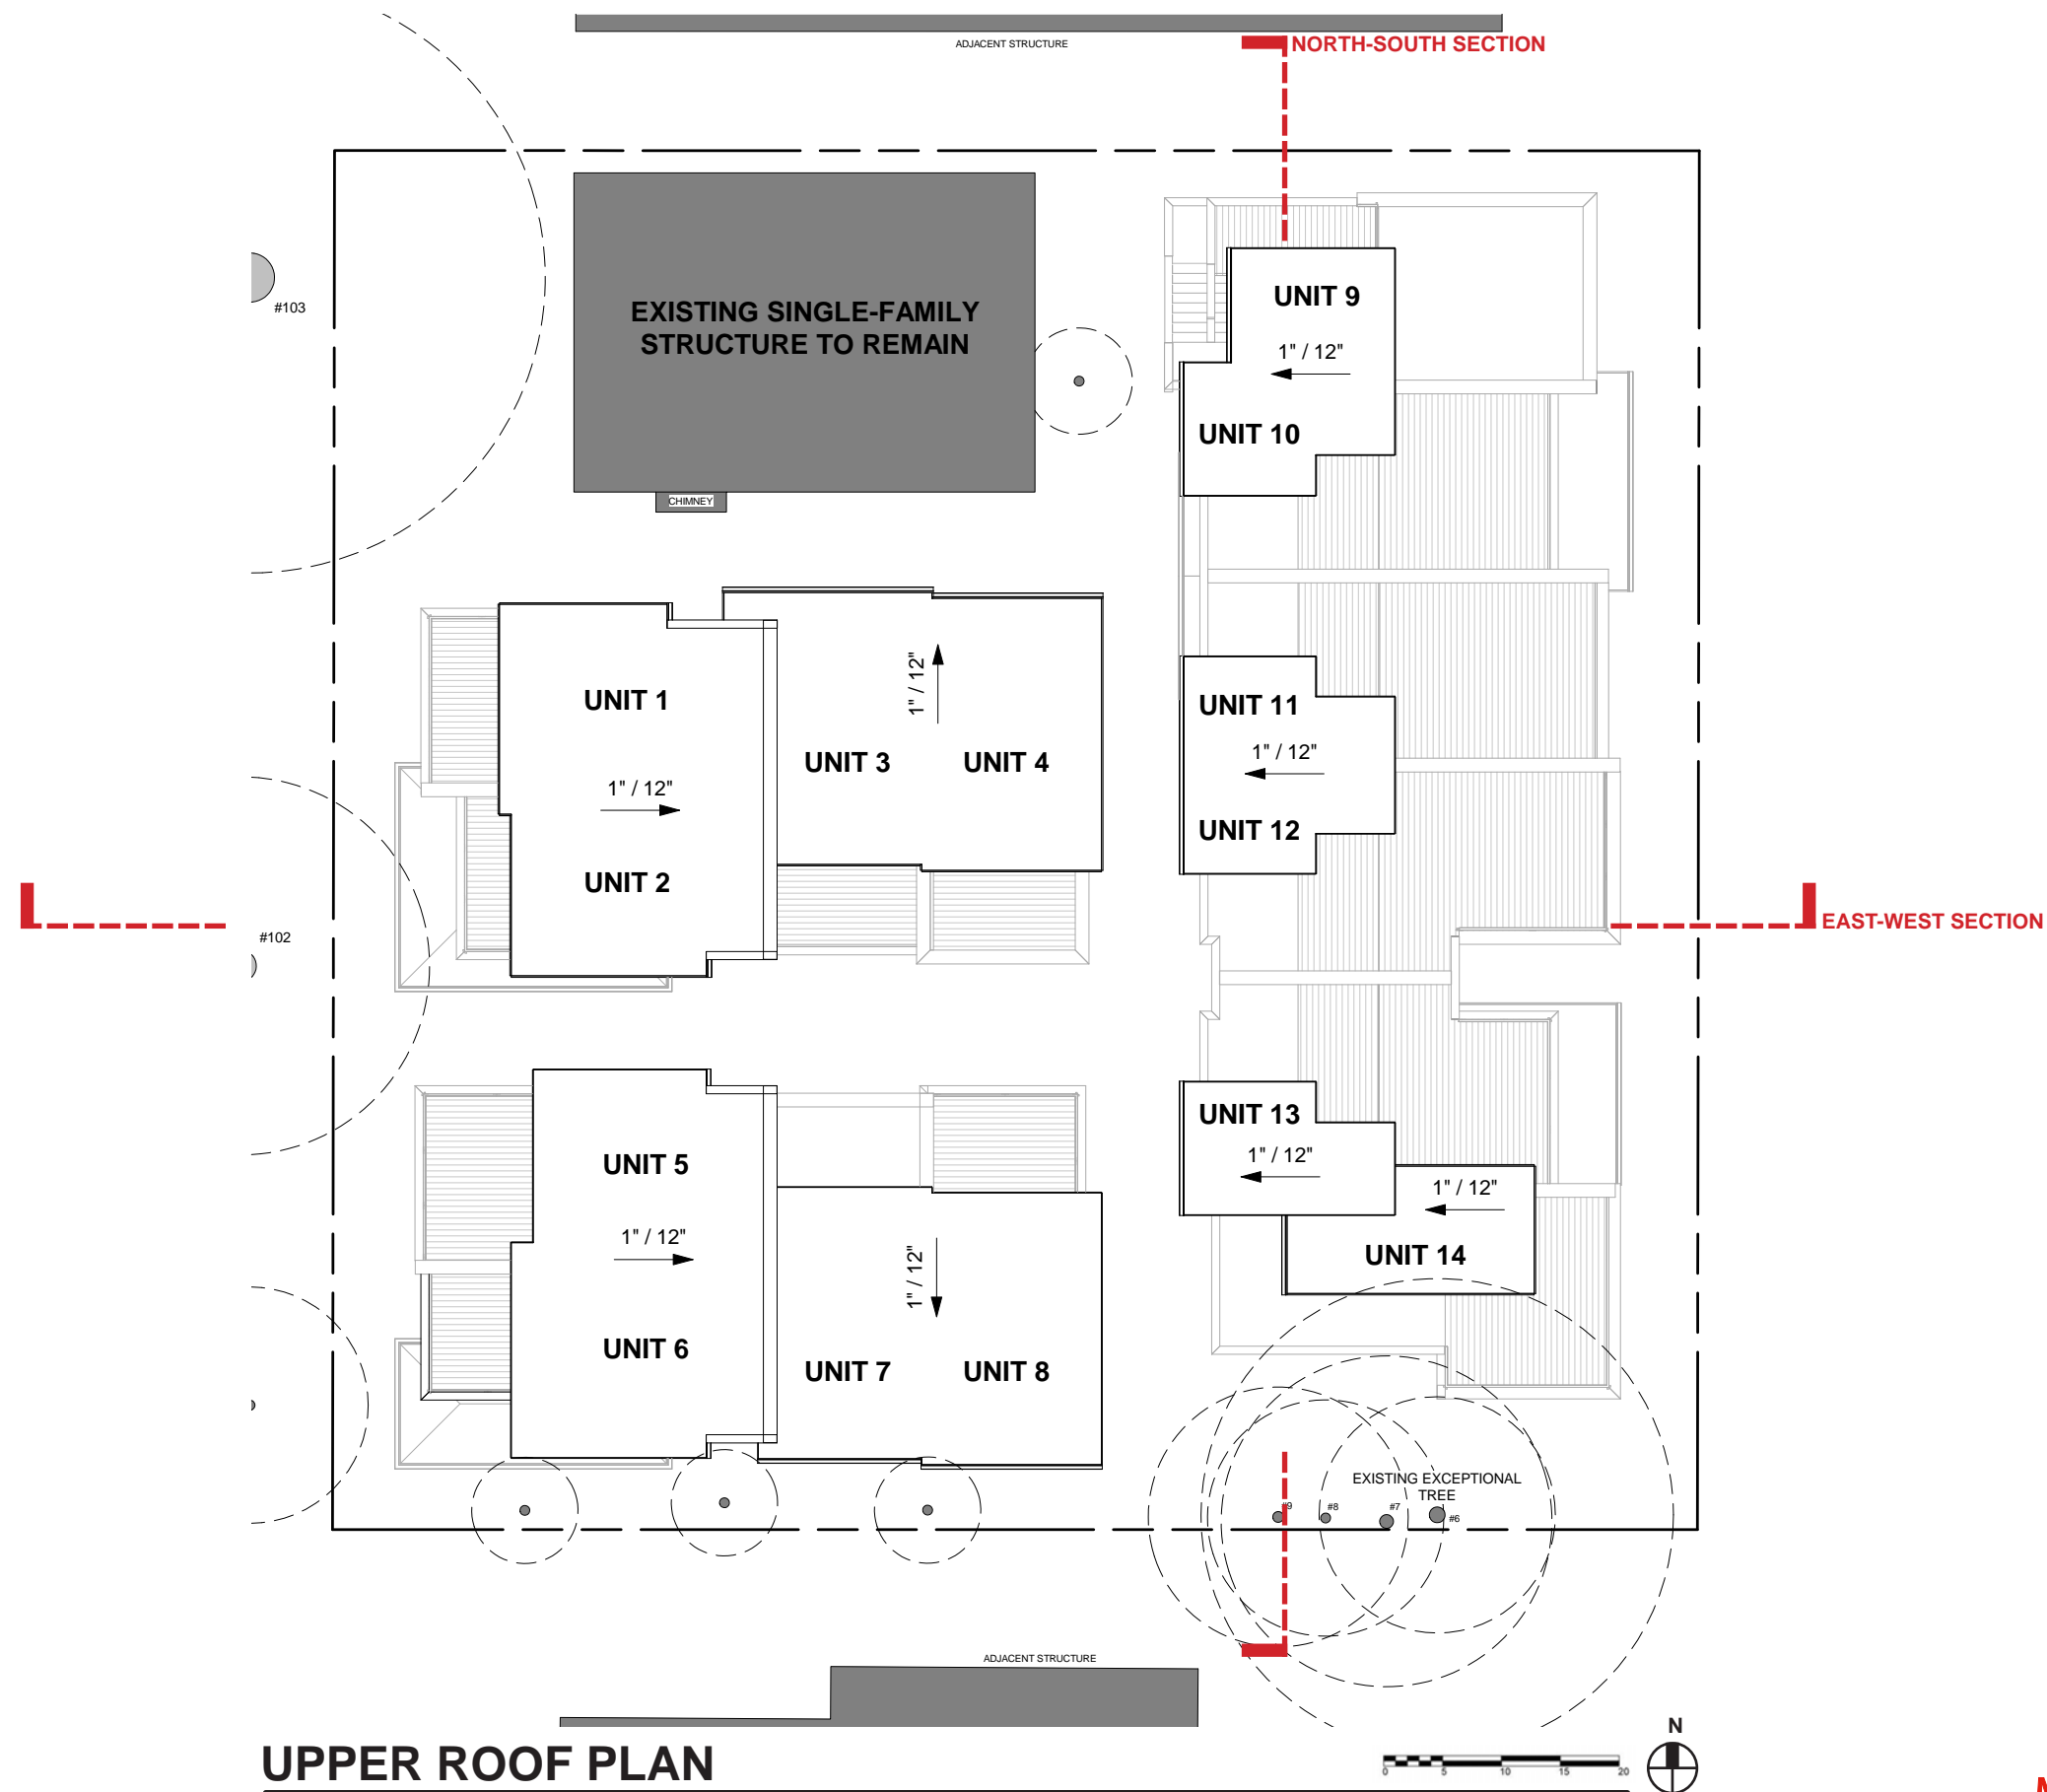 ADJACENT STRUCTURE
NORTH-SOUTH SECTION
#103
EXISTING SINGLE-FAMILY
STRUCTURE TO REMAIN
UNIT 9
1" / 12"
UNIT 10
CHIMNEY
UNIT 1
1" / 12"
UNIT 2
1" / 12"
UNIT 3
UNIT 4
UNIT 11
1" / 12"
UNIT 12
#102
EAST-WEST SECTION
UNIT 5
1" / 12"
UNIT 6
1" / 12"
UNIT 7
UNIT 8
UNIT 13
1" / 12"
1" / 12"
UNIT 14
EXISTING EXCEPTIONAL
TREE
#9
#8
#7
#6
ADJACENT STRUCTURE
UPPER ROOF PLAN
0 5 10 15 20
N